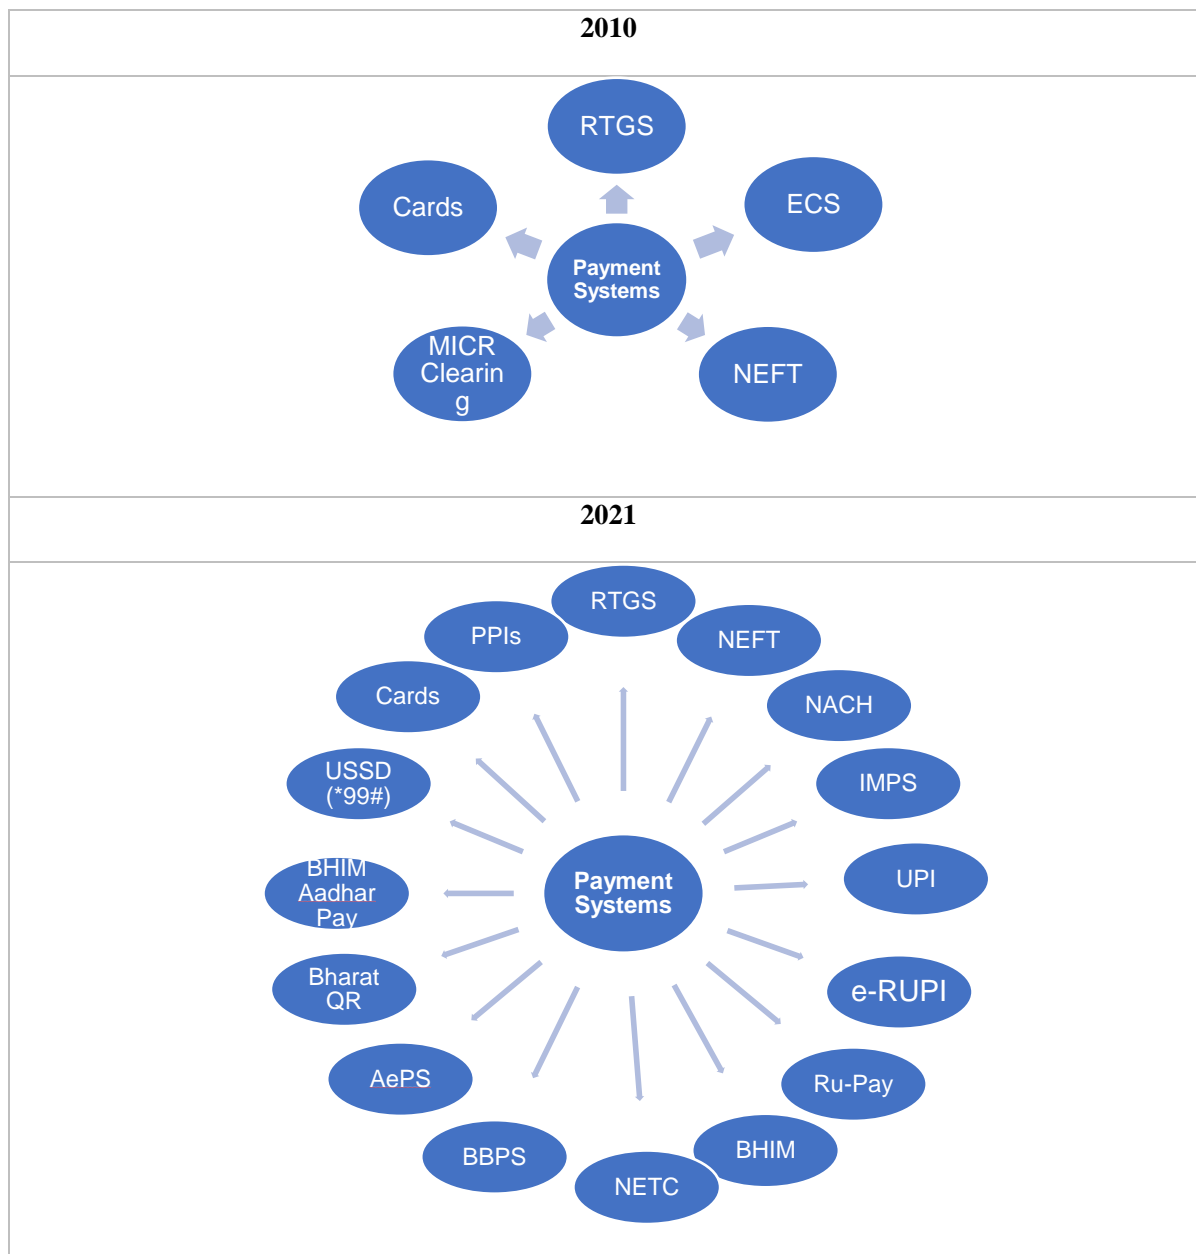 2010
RTGS
Cards
ECS
Payment
Systems
MICR
Clearin
g
NEFT
2021
RTGS
PPIs
NEFT
Cards
NACH
USSD
(*99#)
IMPS
BHIM
Aadhar
Pay
Payment
Systems
UPI
Bharat
QR
e-RUPI
AePS
Ru-Pay
BBPS
BHIM
NETC